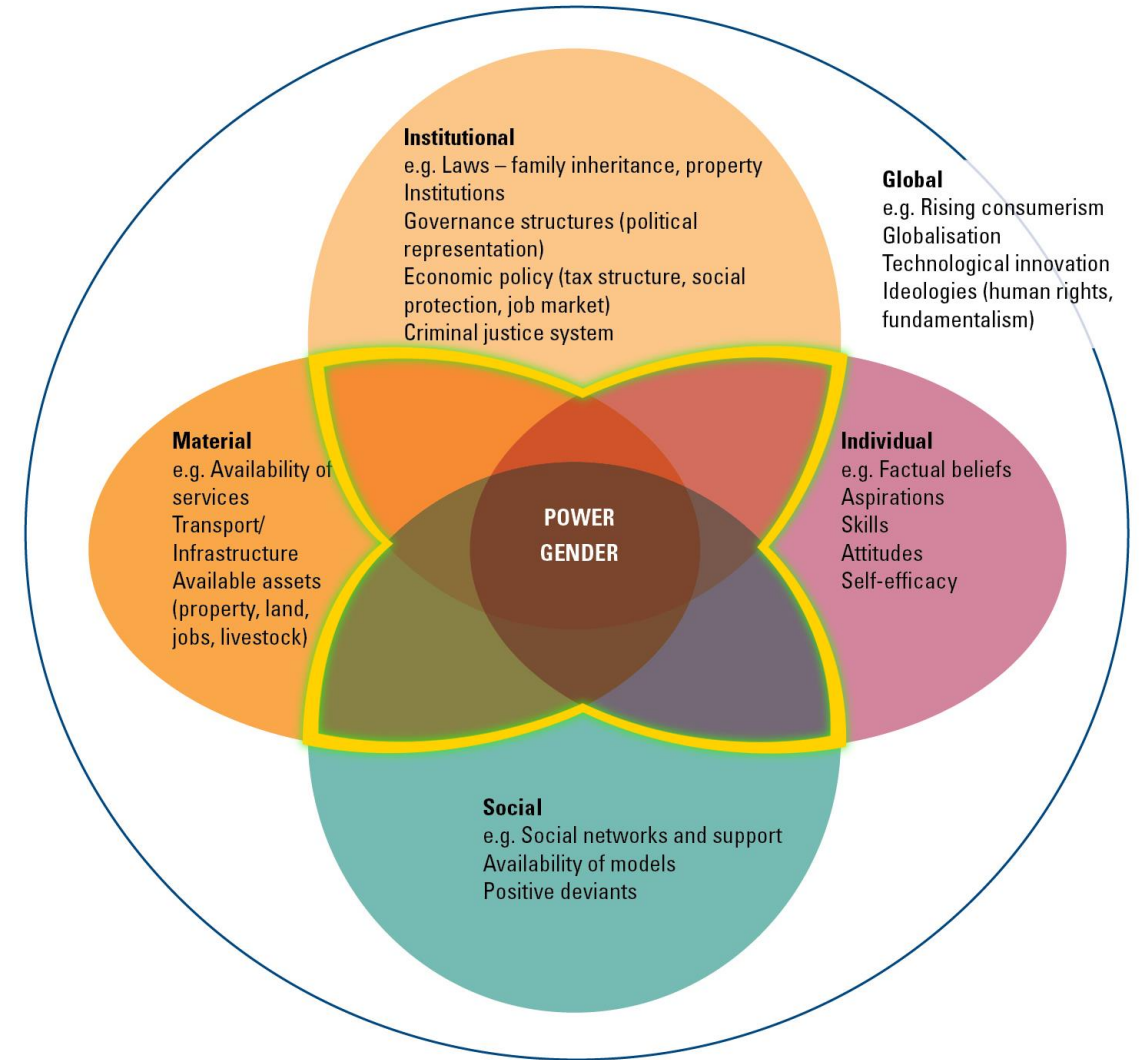 Institutional
e.g. Laws – family inheritance, property
Institutions
Governance structures (political
representation)
Economic policy (tax structure, social
protection, job market)
Criminal justice system
Global
e.g. Rising consumerism
Globalisation
Technological innovation
Ideologies (human rights,
fundamentalism)
Material
e.g. Availability of
services
Transport/
Infrastructure
Available assets
(property, land,
jobs, livestock)
POWER
GENDER
Individual
e.g. Factual beliefs
Aspirations
Skills
Attitudes
Self-efficacy
Social
e.g. Social networks and support
Availability of models
Positive deviants